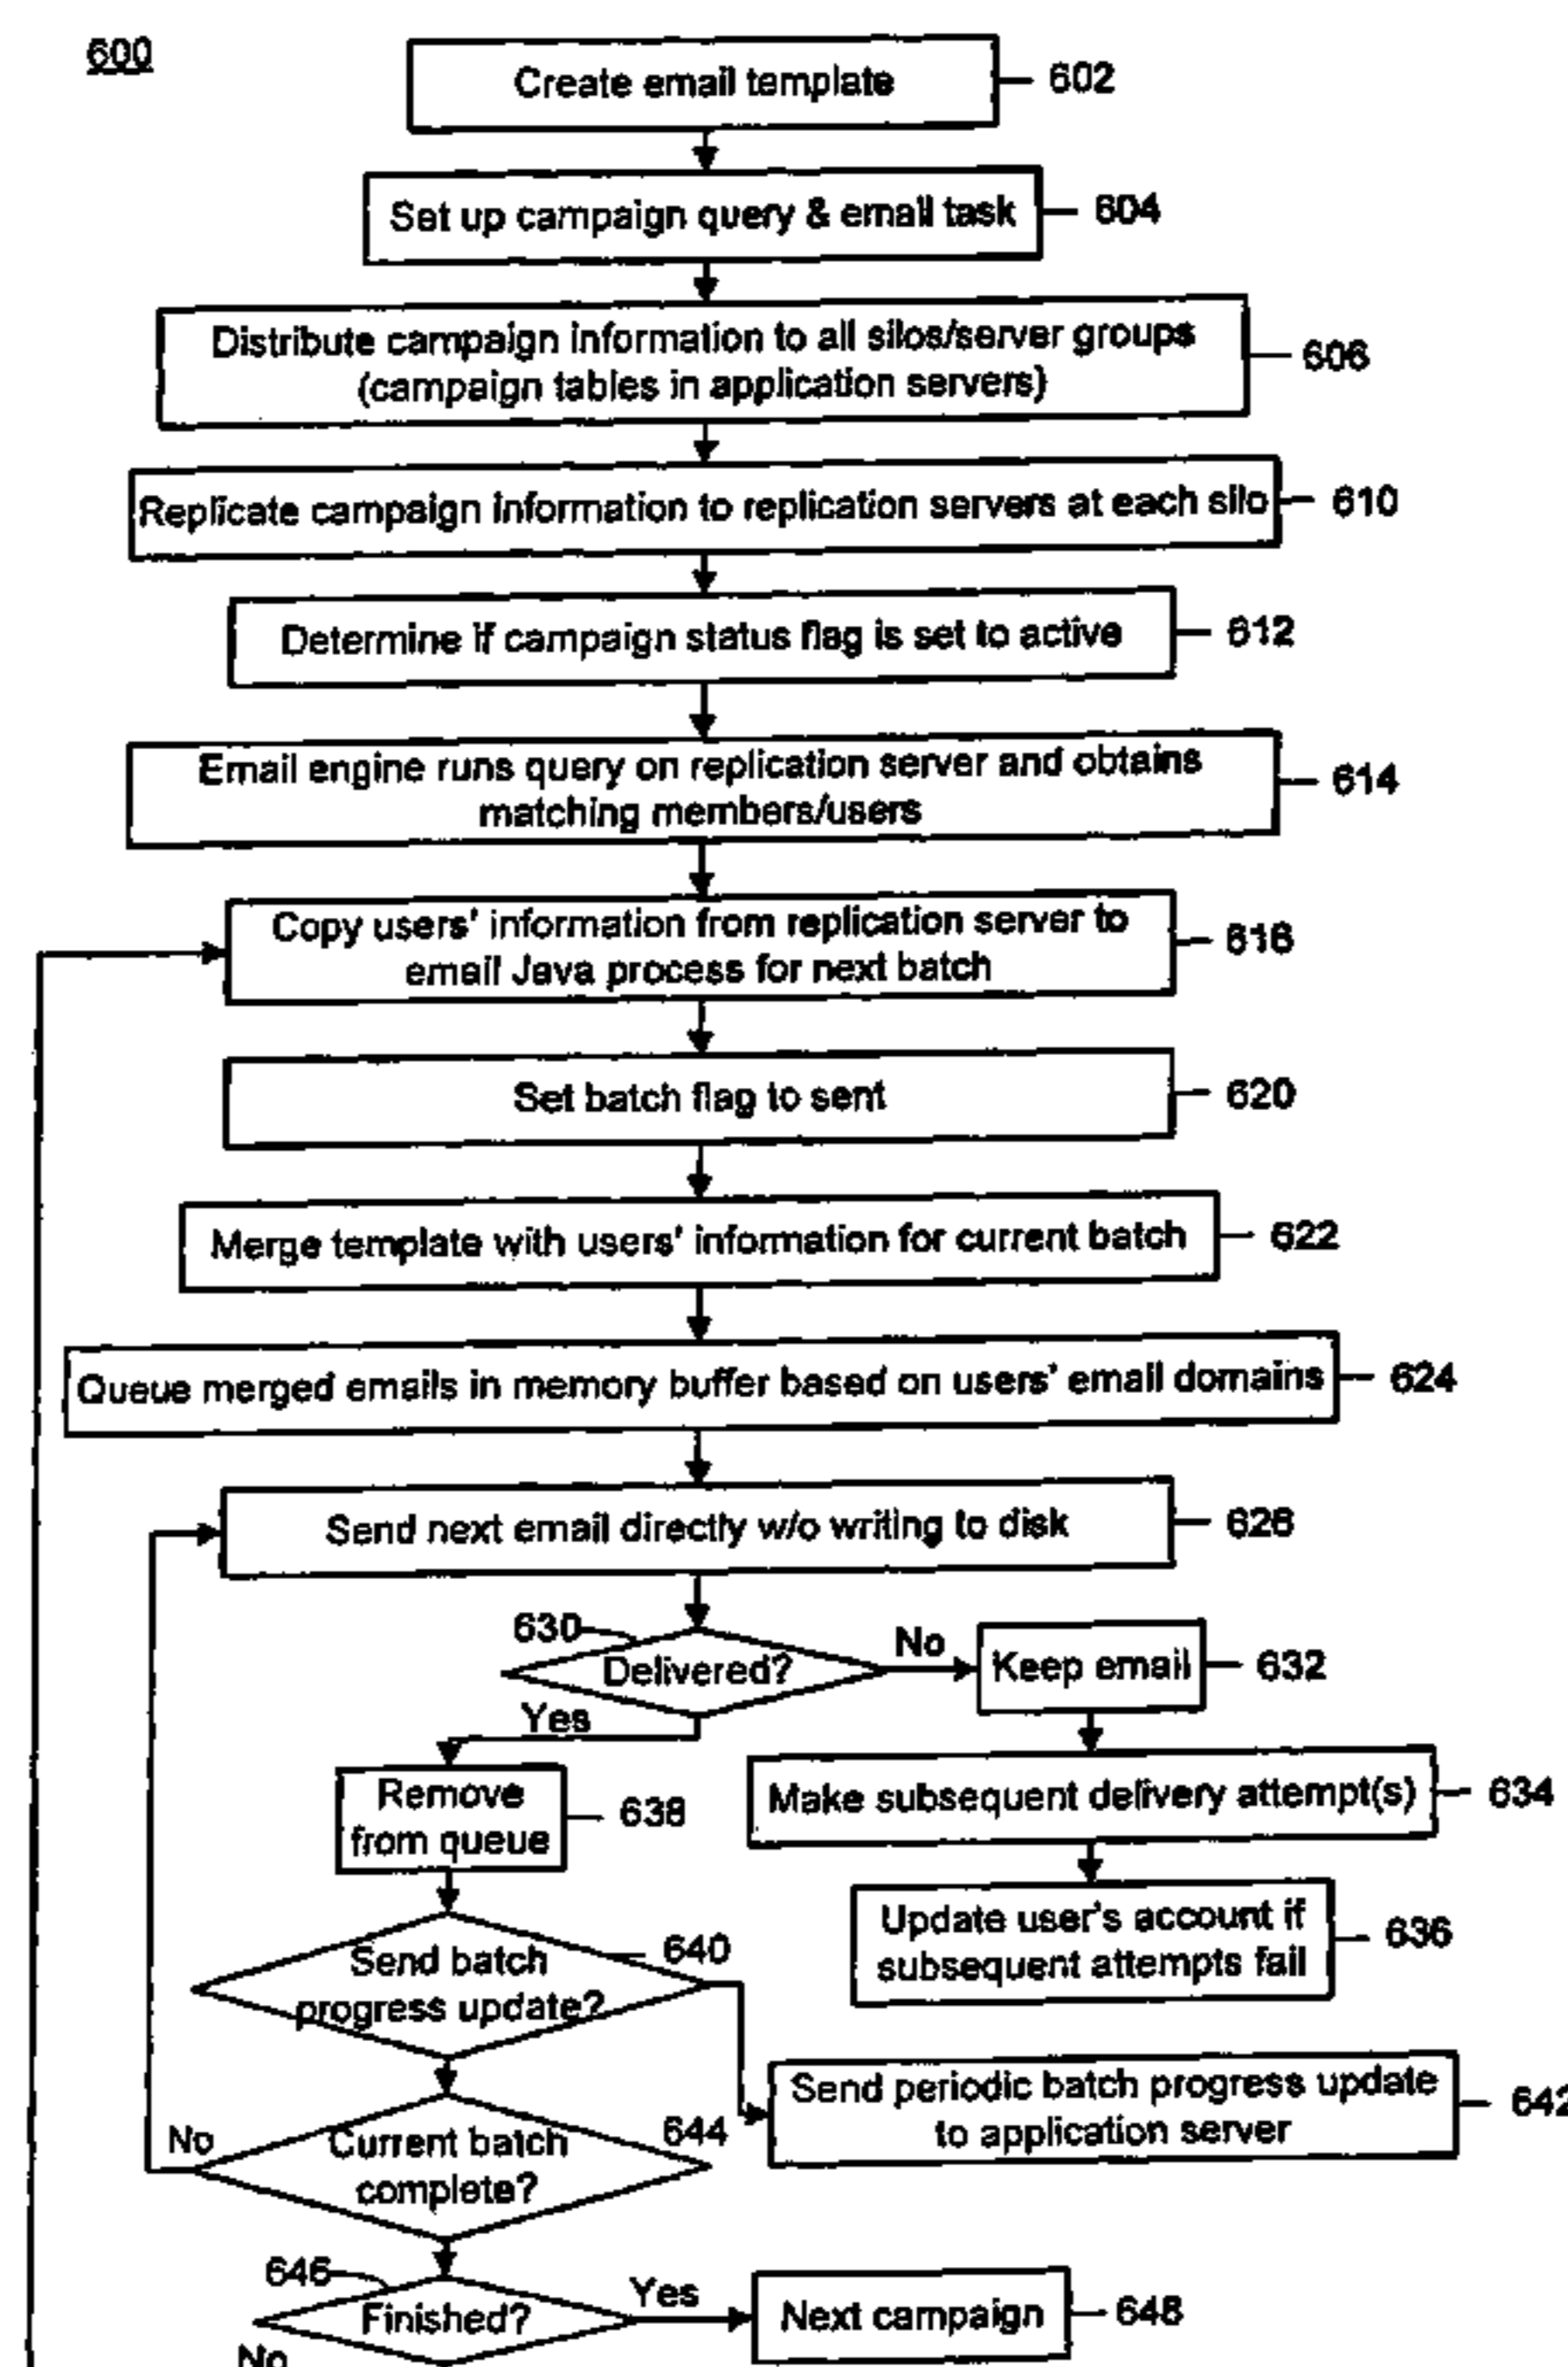 600
Create email template
602
Set up campaign query & email task
604
Distribute campaign information to all silos/server groups
(campaign tables in application servers)
606
Replicate campaign information to replication servers at each silo
610
Determine if campaign status flag is set to active
612
Email engine runs query on replication server and obtains
matching members/users
614
Copy users' information from replication server to
email Java process for next batch
616
Set batch flag to sent
620
Merge template with users' information for current batch
622
Queue merged emails in memory buffer based on users' email domains
624
Send next email directly w/o writing to disk
626
630
Delivered?
No
Keep email
632
Yes
Remove
from queue
638
Make subsequent delivery attempt(s)
634
Update user's account if
subsequent attempts fail
636
Send batch
progress update?
640
Send periodic batch progress update
to application server
642
No
Current batch
complete?
644
646
Finished?
Yes
Next campaign
648
No